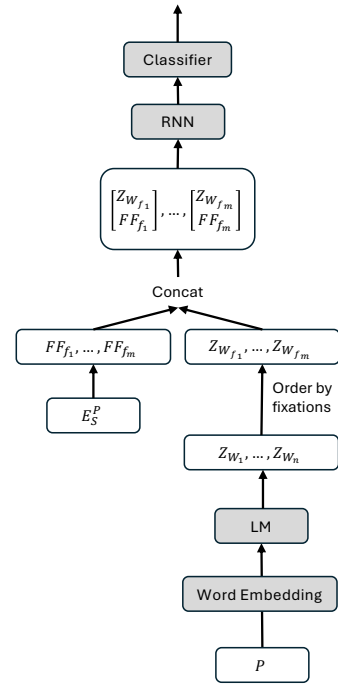 Classifier
RNN
[Z_{W_{f_1}} FF_{f_1}], ..., [Z_{W_{f_m}} FF_{f_m}]
Concat
FF_{f_1}, ..., FF_{f_m}
Z_{W_{f_1}}, ..., Z_{W_{f_m}}
Order by
fixations
E_S^P
Z_{W_1}, ..., Z_{W_n}
LM
Word Embedding
P